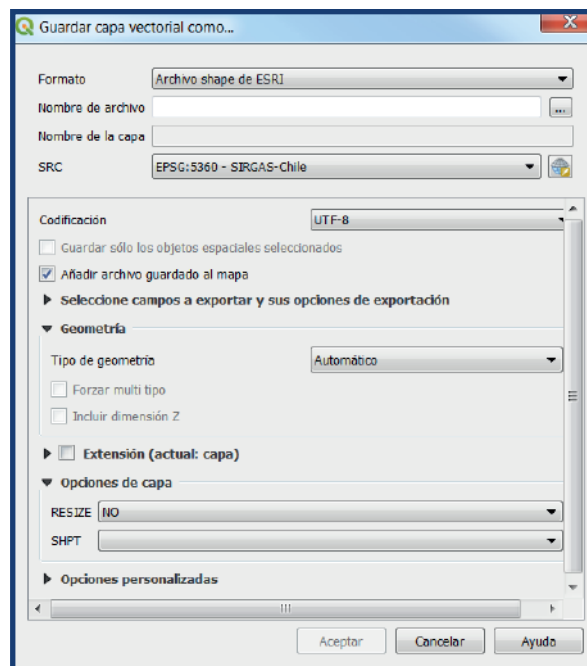 Guardar capa vectorial como...
Formato Archivo shape de ESRI
Nombre de archivo ...
Nombre de la capa
SRC EPSG:5360 - SIRGAS-Chile
Codificación UTF-8
Guardar sólo los objetos espaciales seleccionados
Añadir archivo guardado al mapa
Seleccione campos a exportar y sus opciones de exportación
Geometría
Tipo de geometría Automático
Forzar multi tipo
Incluir dimensión Z
Extensión (actual: capa)
Opciones de capa
RESIZE NO
SHPT
Opciones personalizadas
Aceptar Cancelar Ayuda